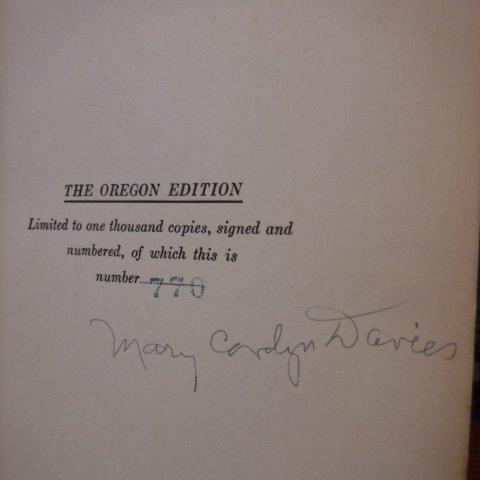 THE OREGON EDITION
Limited to one thousand copies, signed and
numbered, of which this is
number 770
Mary Carolyn Davies